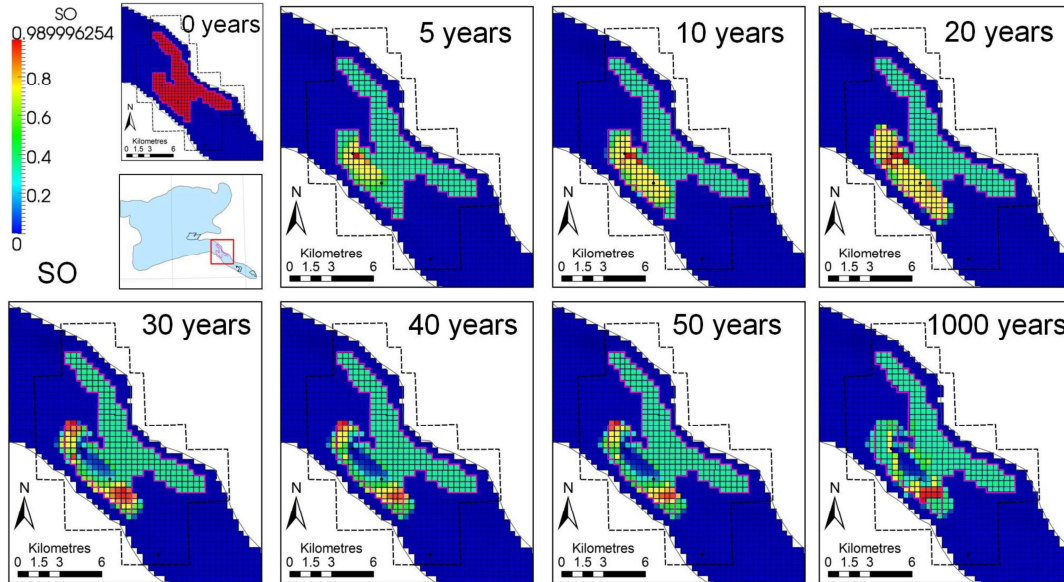 SO
0.989996254
0.8
0.6
0.4
0.2
0
SO
0 years
N
Kilometres
0 1.5 3 6
5 years
N
Kilometres
0 1.5 3 6
10 years
N
Kilometres
0 1.5 3 6
20 years
N
Kilometres
0 1.5 3 6
30 years
N
Kilometres
0 1.5 3 6
40 years
N
Kilometres
0 1.5 3 6
50 years
N
Kilometres
0 1.5 3 6
1000 years
N
Kilometres
0 1.5 3 6